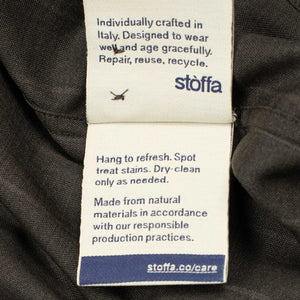 Individually crafted in
Italy. Designed to wear
well and age gracefully.
Repair, reuse, recycle.
stòffa
Hang to refresh. Spot
treat stains. Dry-clean
only as needed.
Made from natural
materials in accordance
with our responsible
production practices.
stoffa.co/care